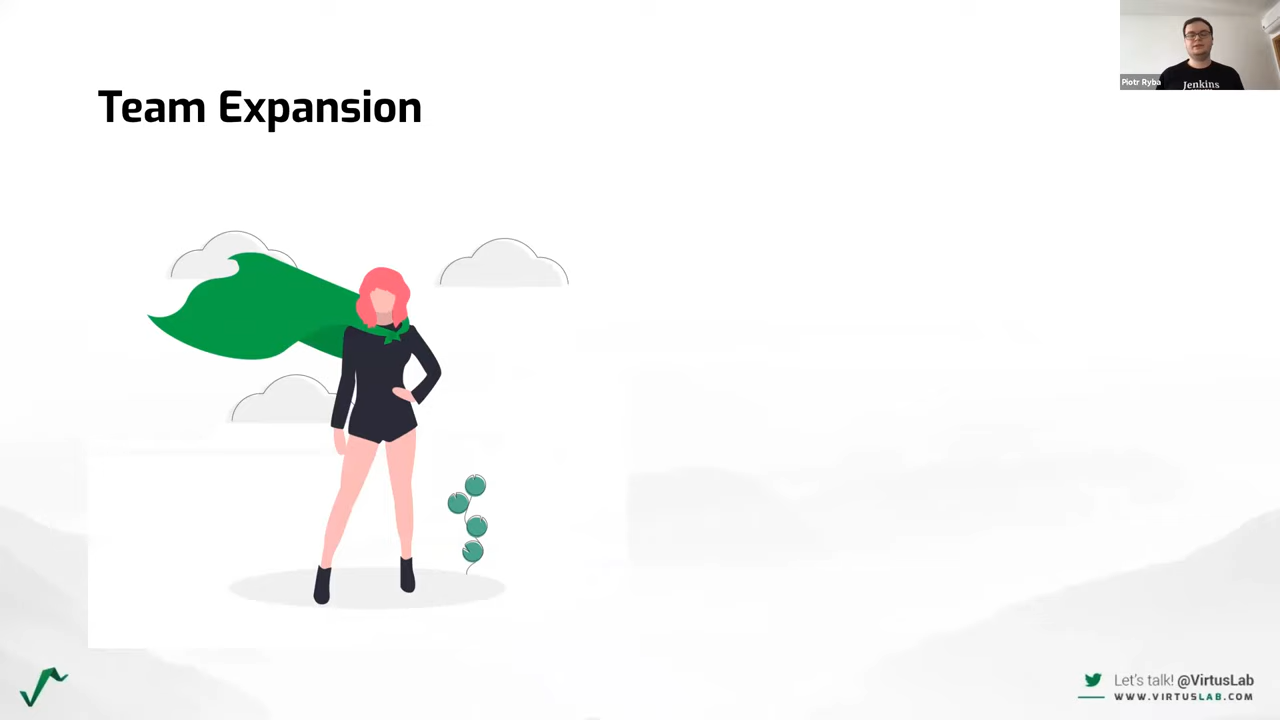 Team Expansion
Piotr Ryba
Jenkins
Let's talk! @VirtusLab
WWW.VIRTUSLAB.COM